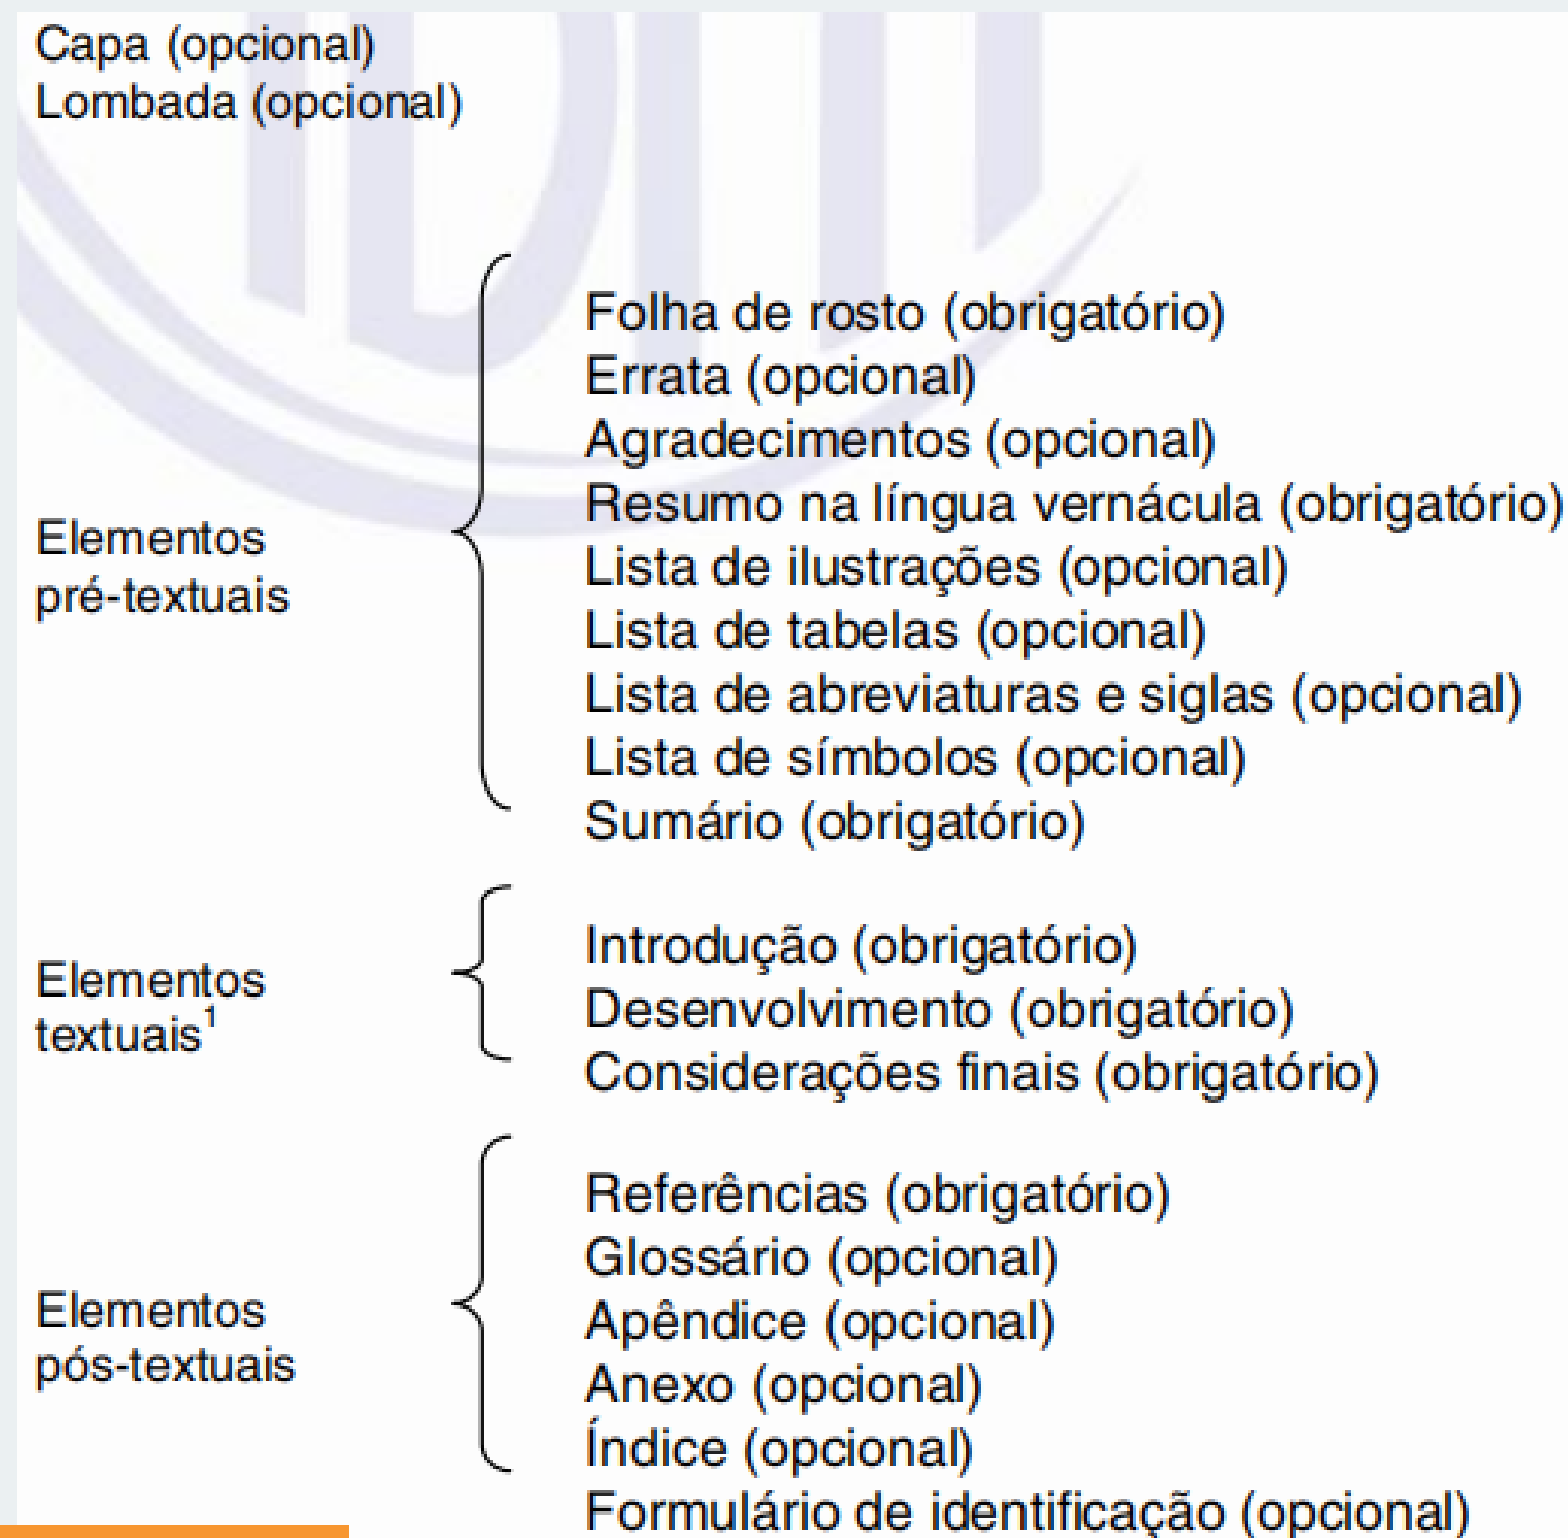 Capa (opcional)
Lombada (opcional)
Elementos
pré-textuais
Folha de rosto (obrigatório)
Errata (opcional)
Agradecimentos (opcional)
Resumo na língua vernácula (obrigatório)
Lista de ilustrações (opcional)
Lista de tabelas (opcional)
Lista de abreviaturas e siglas (opcional)
Lista de símbolos (opcional)
Sumário (obrigatório)
Elementos
textuais¹
Introdução (obrigatório)
Desenvolvimento (obrigatório)
Considerações finais (obrigatório)
Elementos
pós-textuais
Referências (obrigatório)
Glossário (opcional)
Apêndice (opcional)
Anexo (opcional)
Índice (opcional)
Formulário de identificação (opcional)